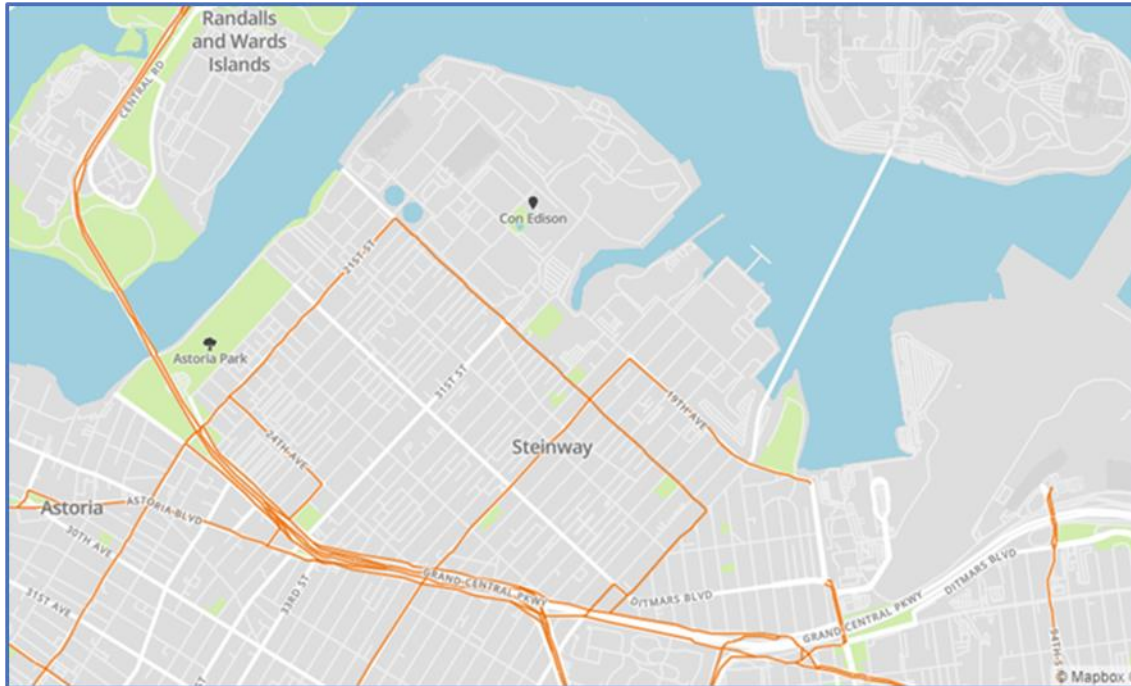 Randalls
and Wards
Islands
CENTRAL RD
Con Edison
21ST ST
Astoria Park
31ST ST
19TH AVE
24TH AVE
Steinway
Astoria
ASTORIA BLVD
30TH AVE
33RD ST
31ST AVE
GRAND CENTRAL PKWY
DITMARS BLVD
DITMARS BLVD
GRAND CENTRAL PKWY
94TH S
© Mapbox